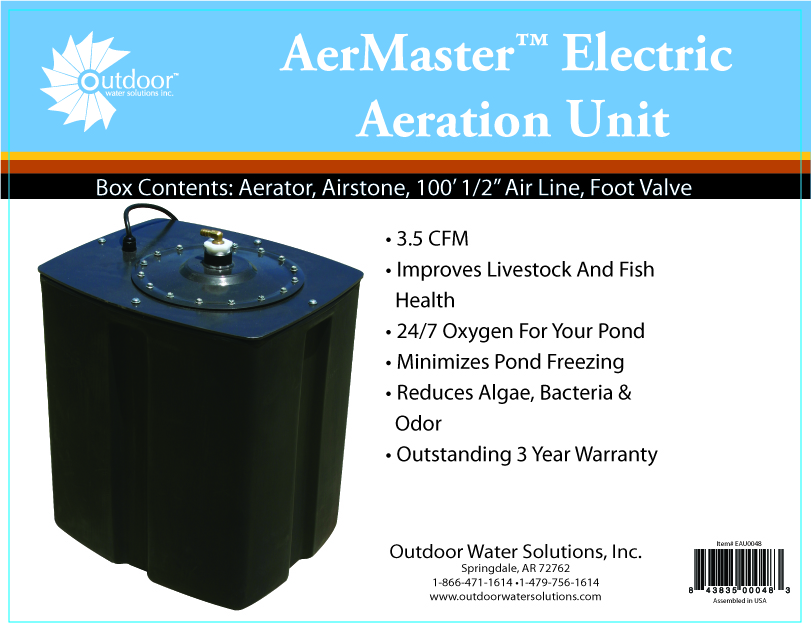 Outdoor™
water solutions inc.
AerMaster™ Electric
Aeration Unit
Box Contents: Aerator, Airstone, 100’ 1/2” Air Line, Foot Valve
• 3.5 CFM
• Improves Livestock And Fish
Health
• 24/7 Oxygen For Your Pond
• Minimizes Pond Freezing
• Reduces Algae, Bacteria &
Odor
• Outstanding 3 Year Warranty
Outdoor Water Solutions, Inc.
Springdale, AR 72762
1-866-471-1614 •1-479-756-1614
www.outdoorwatersolutions.com
Item# EAU0048
8 43835 00048 3
Assembled in USA